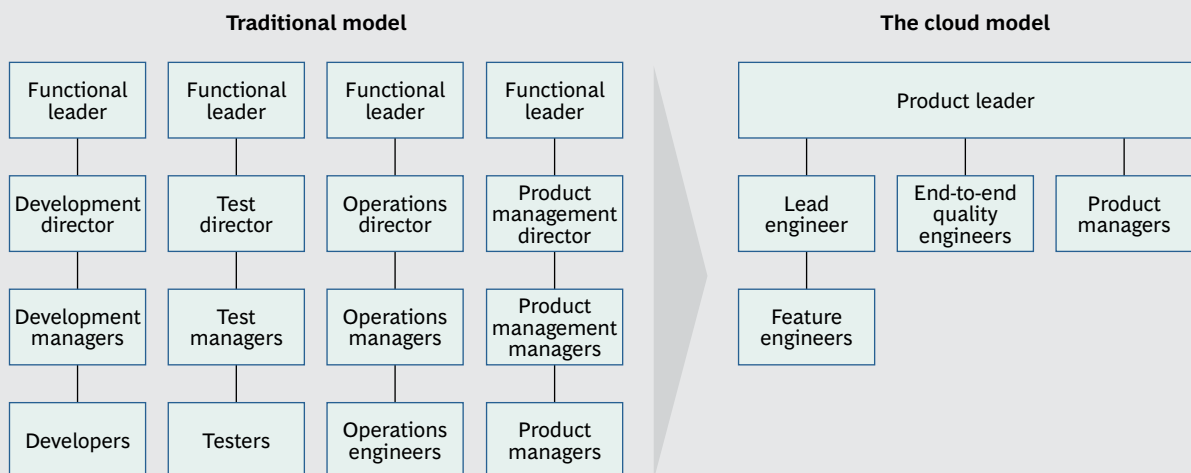 Traditional model
The cloud model
Functional
leader
Functional
leader
Functional
leader
Functional
leader
Product leader
Development
director
Test
director
Operations
director
Product
management
director
Lead
engineer
End-to-end
quality
engineers
Product
managers
Development
managers
Test
managers
Operations
managers
Product
management
managers
Feature
engineers
Developers
Testers
Operations
engineers
Product
managers